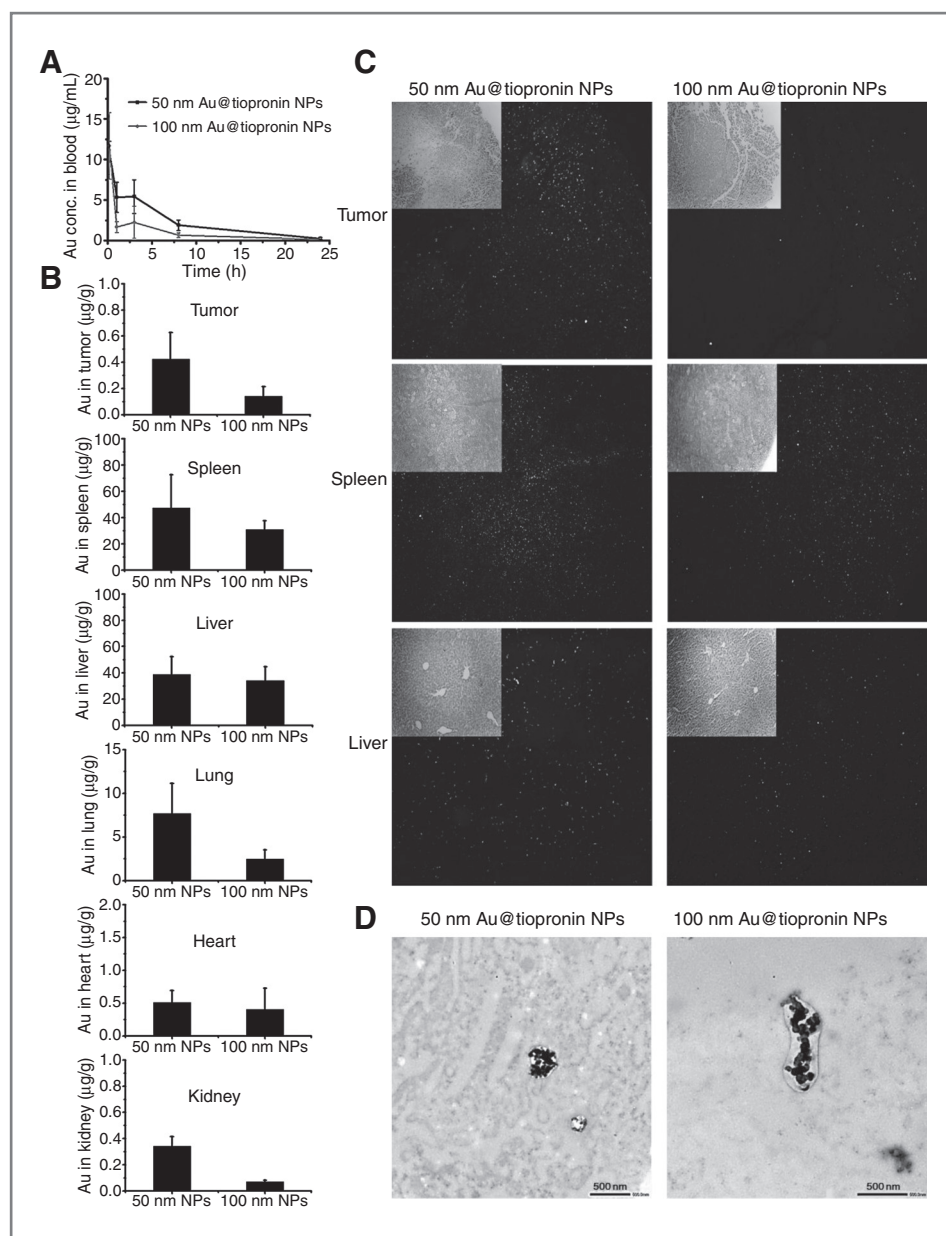 A
20
15
10
5
0
Au conc. in blood (μg/mL)
50 nm Au@tiopronin NPs
100 nm Au@tiopronin NPs
0 5 10 15 20 25
Time (h)
B
Au in tumor (μg/g)
1.0
0.8
0.6
0.4
0.2
0.0
Tumor
50 nm NPs 100 nm NPs
Au in spleen (μg/g)
100
80
60
40
20
0
Spleen
50 nm NPs 100 nm NPs
Au in liver (μg/g)
100
80
60
40
20
0
Liver
50 nm NPs 100 nm NPs
Au in lung (μg/g)
15
10
5
0
Lung
50 nm NPs 100 nm NPs
Au in heart (μg/g)
2.0
1.5
1.0
0.5
0.0
Heart
50 nm NPs 100 nm NPs
Au in kidney (μg/g)
1.0
0.8
0.6
0.4
0.2
0.0
Kidney
50 nm NPs 100 nm NPs
C
50 nm Au@tiopronin NPs 100 nm Au@tiopronin NPs
Tumor
Spleen
Liver
D
50 nm Au@tiopronin NPs 100 nm Au@tiopronin NPs
500 nm
500 nm